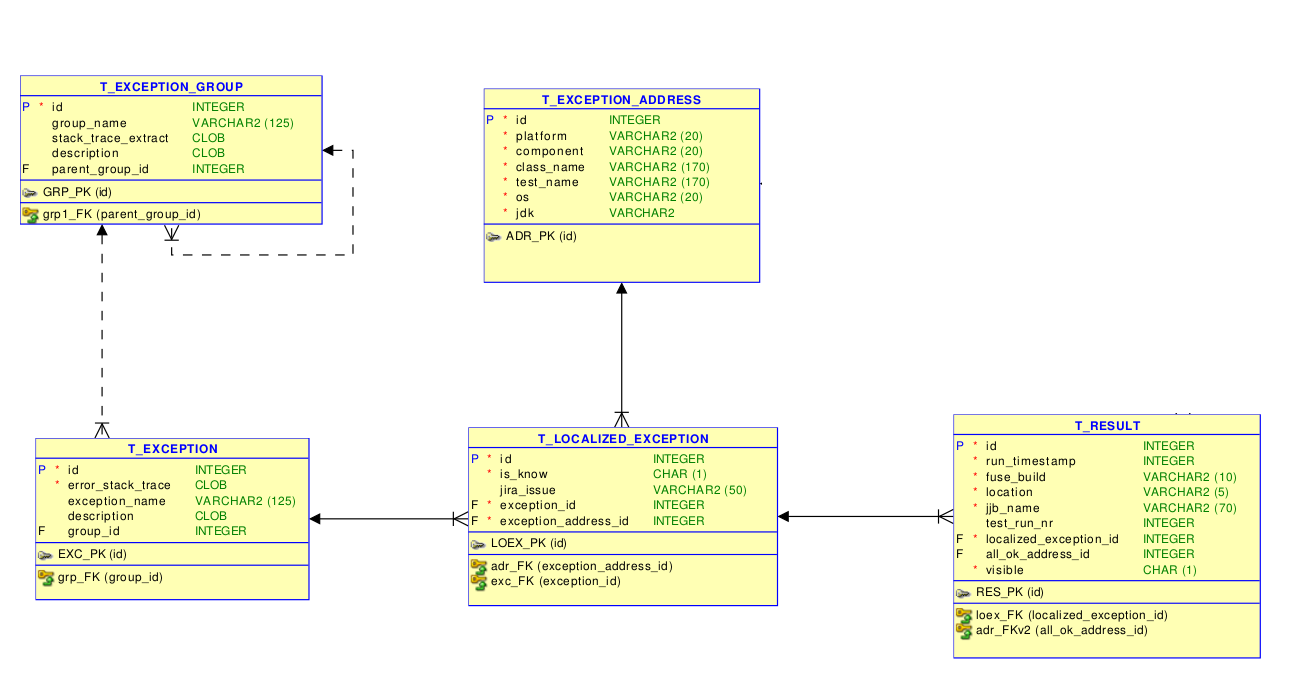 T_EXCEPTION_GROUP
P * id INTEGER
group_name VARCHAR2 (125)
stack_trace_extract CLOB
description CLOB
F parent_group_id INTEGER
GRP_PK (id)
grp1_FK (parent_group_id)
T_EXCEPTION_ADDRESS
P * id INTEGER
* platform VARCHAR2 (20)
* component VARCHAR2 (20)
* class_name VARCHAR2 (170)
* test_name VARCHAR2 (170)
* os VARCHAR2 (20)
* jdk VARCHAR2
ADR_PK (id)
T_EXCEPTION
P * id INTEGER
* error_stack_trace CLOB
exception_name VARCHAR2 (125)
description CLOB
F group_id INTEGER
EXC_PK (id)
grp_FK (group_id)
T_LOCALIZED_EXCEPTION
P * id INTEGER
* is_know CHAR (1)
jira_issue VARCHAR2 (50)
F * exception_id INTEGER
F * exception_address_id INTEGER
LOEX_PK (id)
adr_FK (exception_address_id)
exc_FK (exception_id)
T_RESULT
P * id INTEGER
* run_timestamp INTEGER
* fuse_build VARCHAR2 (10)
* location VARCHAR2 (5)
* jjb_name VARCHAR2 (70)
test_run_nr INTEGER
F * localized_exception_id INTEGER
F all_ok_address_id INTEGER
* visible CHAR (1)
RES_PK (id)
loex_FK (localized_exception_id)
adr_FKv2 (all_ok_address_id)